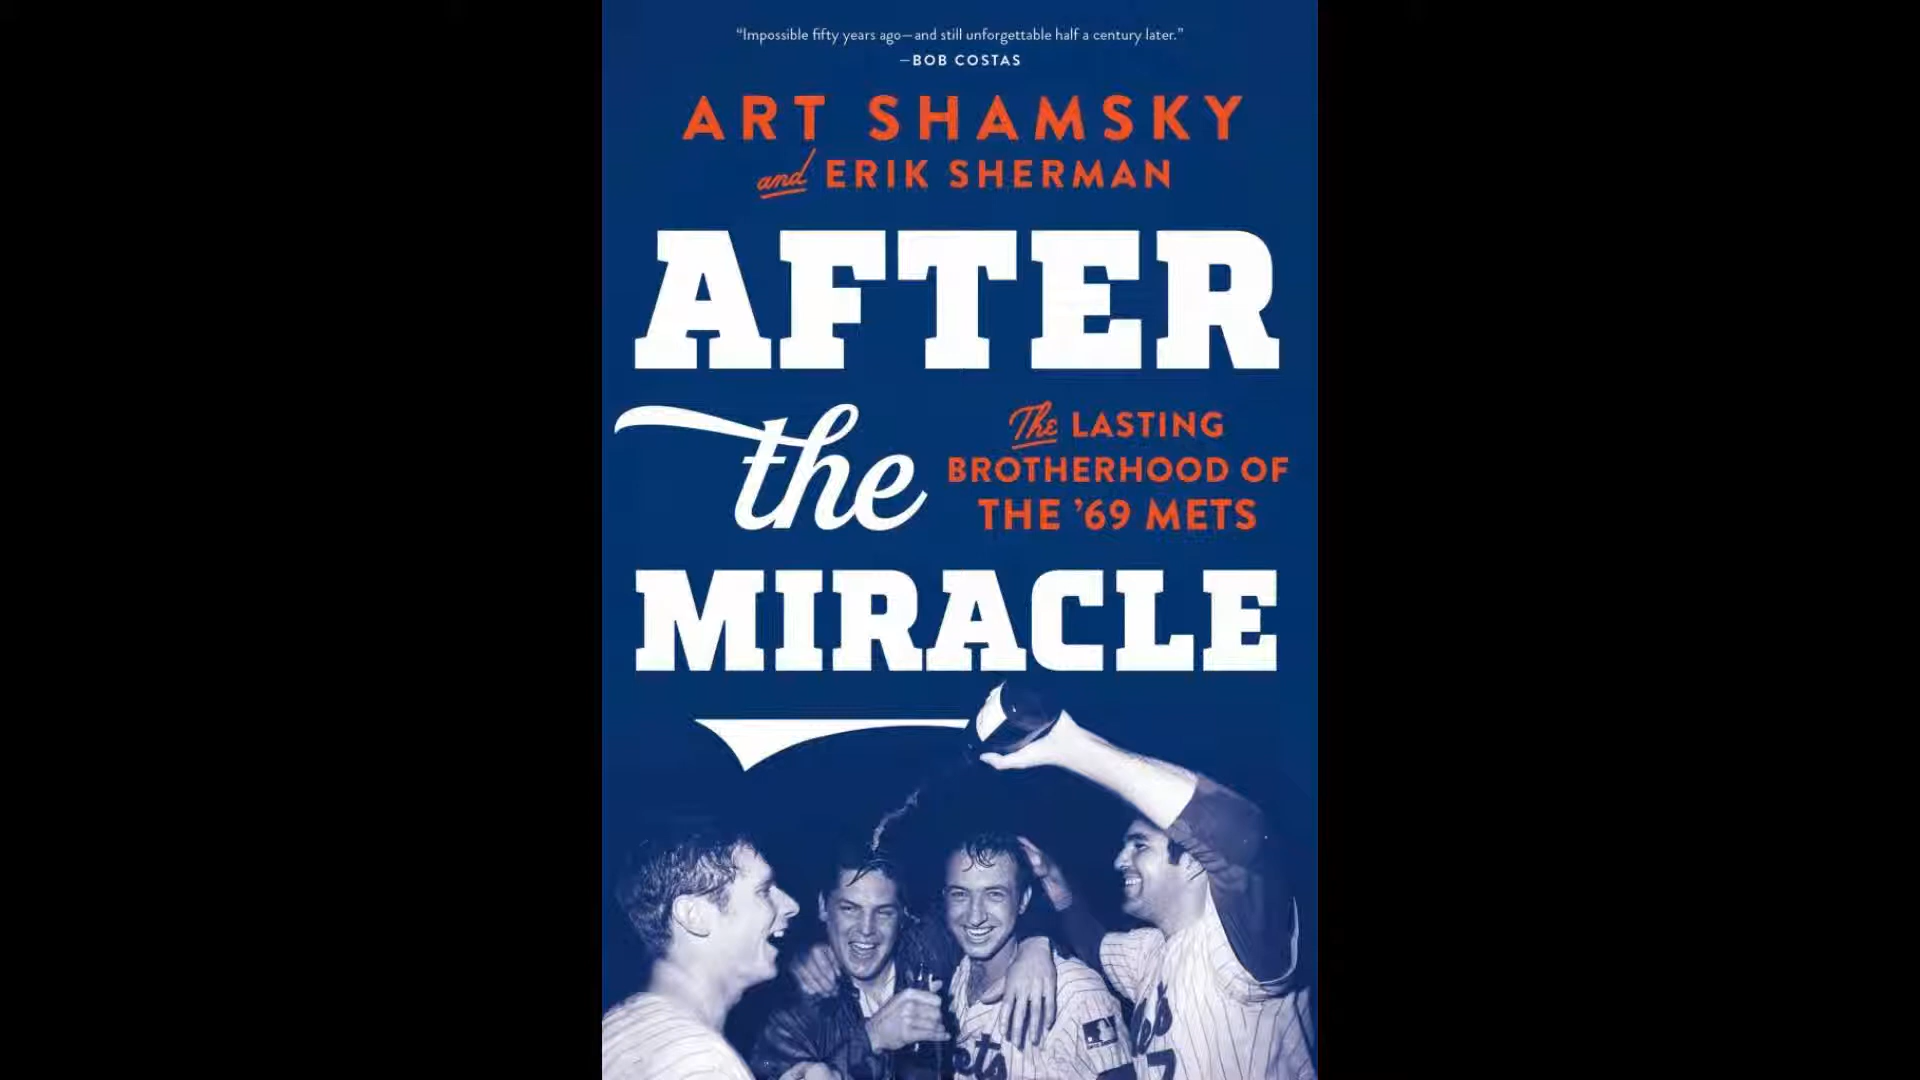 “Impossible fifty years ago—and still unforgettable half a century later.”
—BOB COSTAS
ART SHAMSKY
and ERIK SHERMAN
AFTER
the
The LASTING
BROTHERHOOD OF
THE ’69 METS
MIRACLE